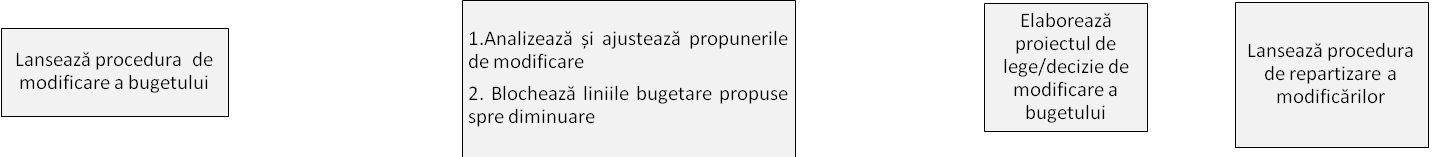 Lansează procedura de
modificare a bugetului
1.Analizează și ajustează propunerile
de modificare
2. Blochează liniile bugetare propuse
spre diminuare
Elaborează
proiectul de
lege/decizie de
modificare a
bugetului
Lansează procedura
de repartizare a
modificărilor